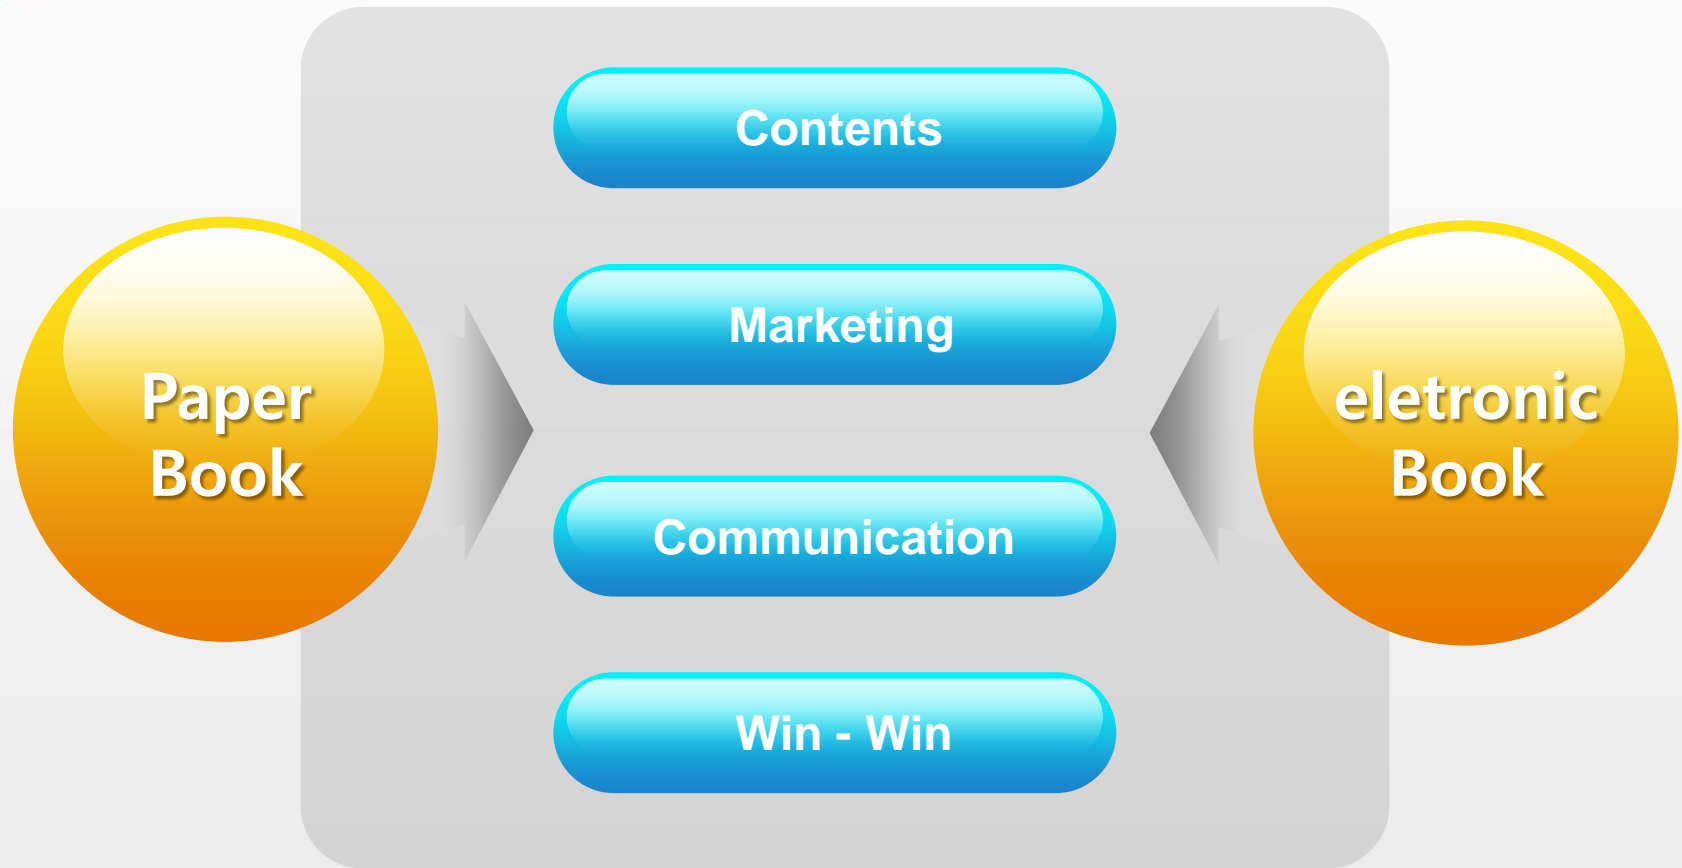 Contents
Marketing
Paper
Book
eletronic
Book
Communication
Win - Win